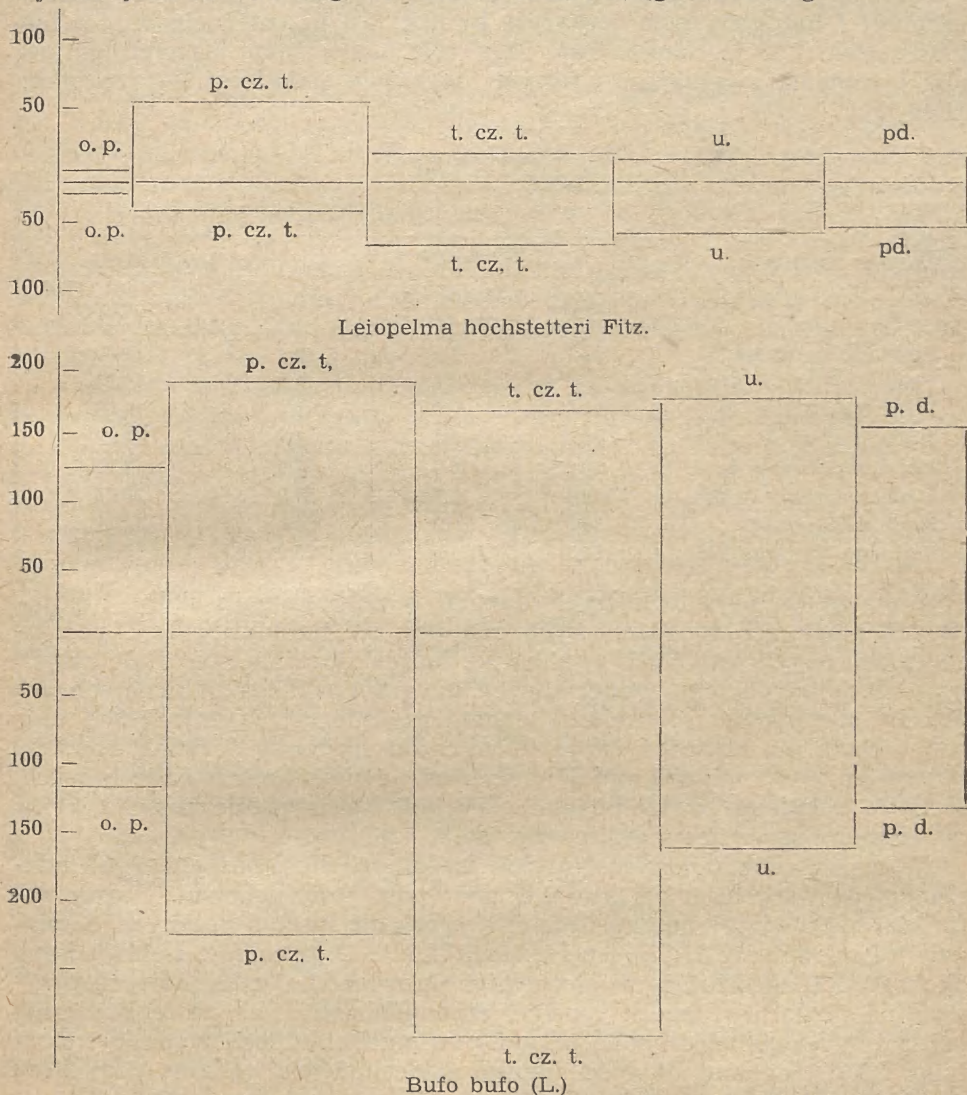 100
p. cz. t.
50
o. p. t. cz. t. u. pd.
50
o. p. p. cz. t. u. pd.
t. cz, t.
100
Leiopelma hochstetteri Fitz.
200 p. cz. t, u.
t. cz. t. p. d.
150 o. p.
100
50
50
100
150 o. p. p. d.
u.
200
p. cz. t.
t. cz. t.
Bufo bufo (L.)